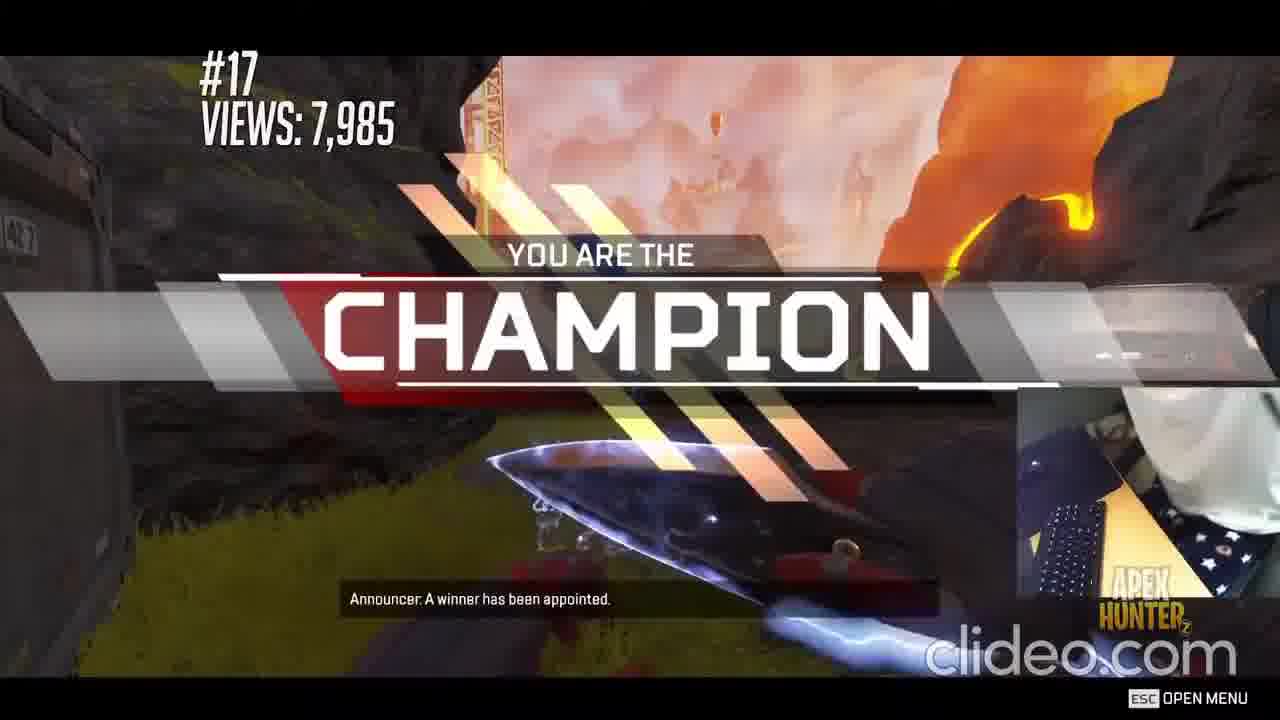 #17
VIEWS: 7,985
YOU ARE THE
CHAMPION
Announcer: A winner has been appointed.
APEX
HUNTERZ
clideo.com
ESC OPEN MENU